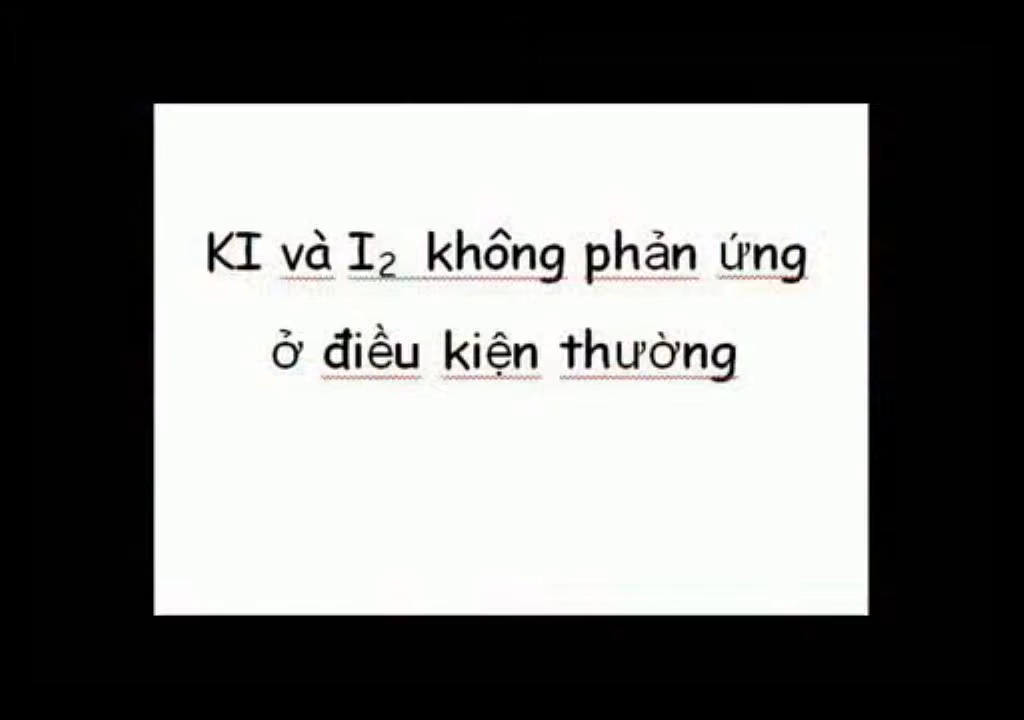 KI và I₂ không phản ứng
ở điều kiện thường